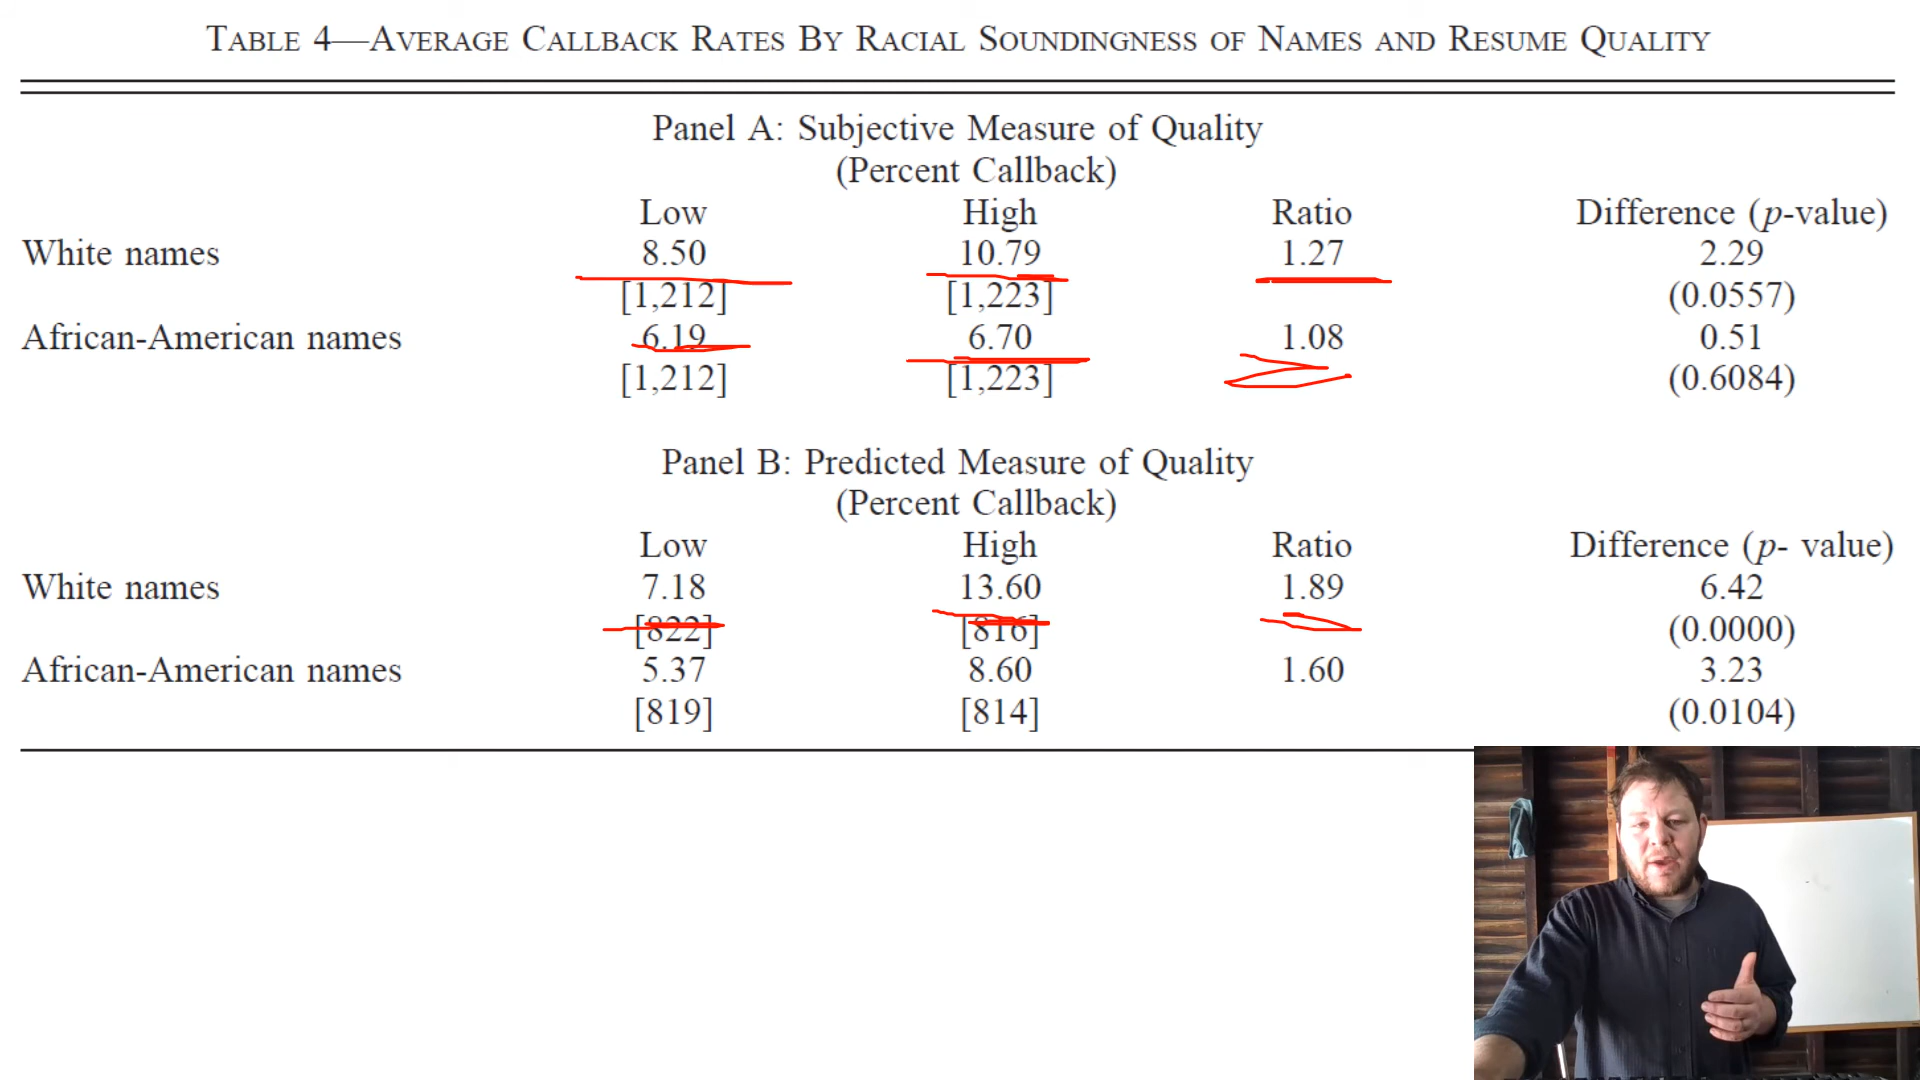 TABLE 4—AVERAGE CALLBACK RATES BY RACIAL SOUNDINGNESS OF NAMES AND RESUME QUALITY
Panel A: Subjective Measure of Quality
(Percent Callback)
Low High Ratio Difference (p-value)
White names 8.50 10.79 1.27 2.29
[1,212] [1,223] (0.0557)
African-American names 6.19 6.70 1.08 0.51
[1,212] [1,223] (0.6084)
Panel B: Predicted Measure of Quality
(Percent Callback)
Low High Ratio Difference (p- value)
White names 7.18 13.60 1.89 6.42
[822] [816] (0.0000)
African-American names 5.37 8.60 1.60 3.23
[819] [814] (0.0104)